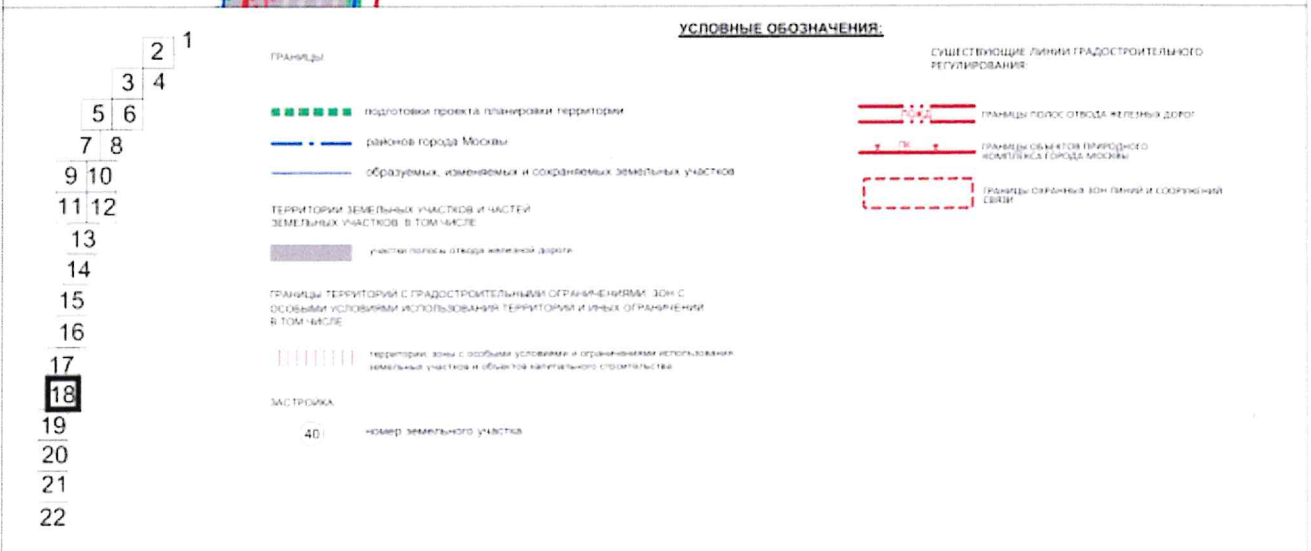 УСЛОВНЫЕ ОБОЗНАЧЕНИЯ:
1
2
3 4
5 6
7 8
9 10
11 12
13
14
15
16
17
18
19
20
21
22
ГРАНИЦЫ
подготовки проекта планировки территории
районов города Москвы
образуемых, изменяемых и сохраняемых земельных участков
ТЕРРИТОРИИ ЗЕМЕЛЬНЫХ УЧАСТКОВ И ЧАСТЕЙ
ЗЕМЕЛЬНЫХ УЧАСТКОВ, В ТОМ ЧИСЛЕ
участки полосы отвода железной дороги
ГРАНИЦЫ ТЕРРИТОРИЙ С ГРАДОСТРОИТЕЛЬНЫМИ ОГРАНИЧЕНИЯМИ, ЗОН С
ОСОБЫМИ УСЛОВИЯМИ ИСПОЛЬЗОВАНИЯ ТЕРРИТОРИИ И ИНЫХ ОГРАНИЧЕНИЙ
В ТОМ ЧИСЛЕ
территории, зоны с особыми условиями и ограничениями использования
земельных участков и объектов капитального строительства
ЗАСТРОЙКА
40
номер земельного участка
СУЩЕСТВУЮЩИЕ ЛИНИИ ГРАДОСТРОИТЕЛЬНОГО
РЕГУЛИРОВАНИЯ:
ПОЖД
ГРАНИЦЫ ПОЛОС ОТВОДА ЖЕЛЕЗНЫХ ДОРОГ
ПК
ГРАНИЦЫ ОБЪЕКТОВ ПРИРОДНОГО
КОМПЛЕКСА ГОРОДА МОСКВЫ
ГРАНИЦЫ ОХРАННЫХ ЗОН ЛИНИЙ И СООРУЖЕНИЙ
СВЯЗИ